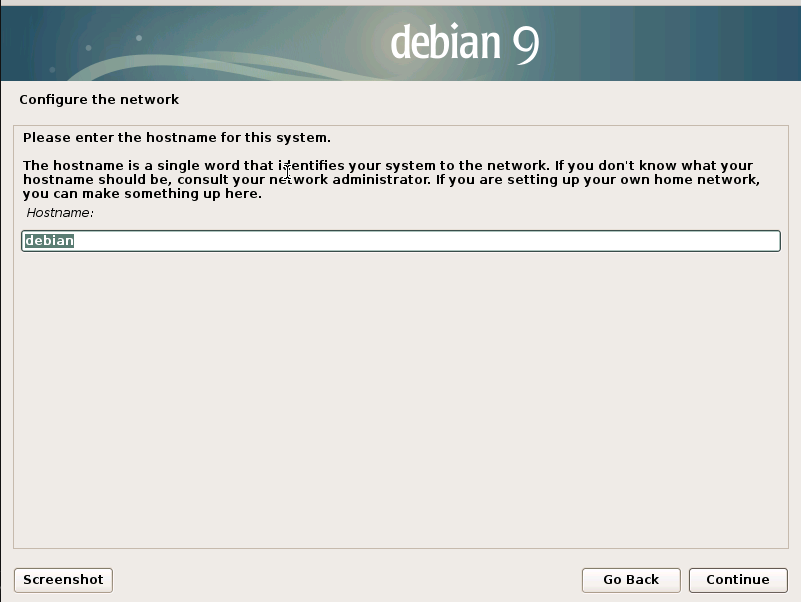 debian 9
Configure the network
Please enter the hostname for this system.
The hostname is a single word that identifies your system to the network. If you don't know what your
hostname should be, consult your network administrator. If you are setting up your own home network,
you can make something up here.
Hostname:
debian
Screenshot
Go Back
Continue